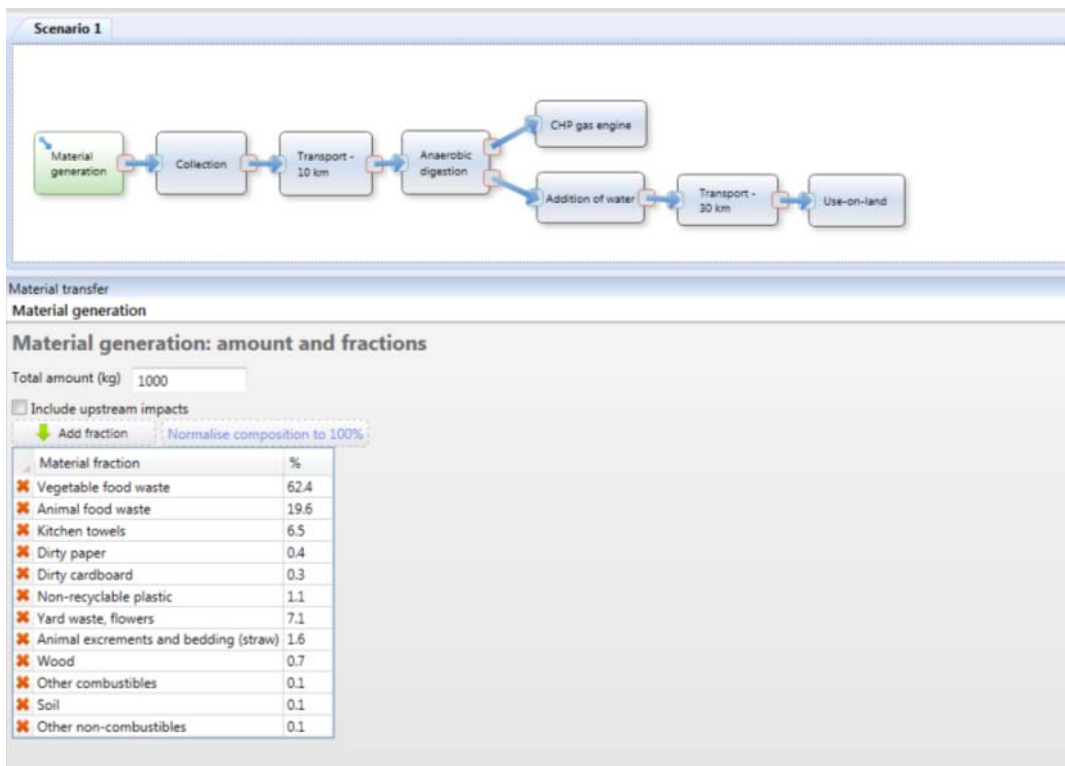 Scenario 1
Material
generation
Collection
Transport -
10 km
Anaerobic
digestion
CHP gas engine
Addition of water
Transport -
30 km
Use-on-land
Material transfer
Material generation
Material generation: amount and fractions
Total amount (kg) 1000
Include upstream impacts
Add fraction Normalise composition to 100%
Material fraction %
Vegetable food waste 62.4
Animal food waste 19.6
Kitchen towels 6.5
Dirty paper 0.4
Dirty cardboard 0.3
Non-recyclable plastic 1.1
Yard waste, flowers 7.1
Animal excrements and bedding (straw) 1.6
Wood 0.7
Other combustibles 0.1
Soil 0.1
Other non-combustibles 0.1